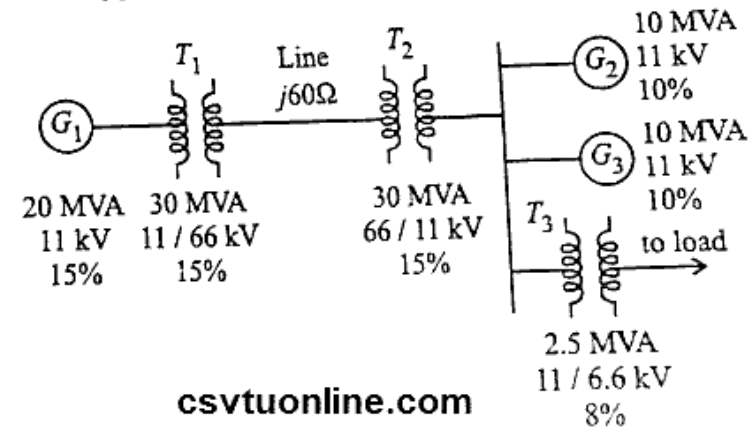 10 MVA
11 kV
10%
G2
T1
Line
j60Ω
T2
G1
10 MVA
11 kV
10%
G3
20 MVA
11 kV
15%
30 MVA
11 / 66 kV
15%
30 MVA
66 / 11 kV
15%
T3
to load
2.5 MVA
11 / 6.6 kV
8%
csvtuonline.com